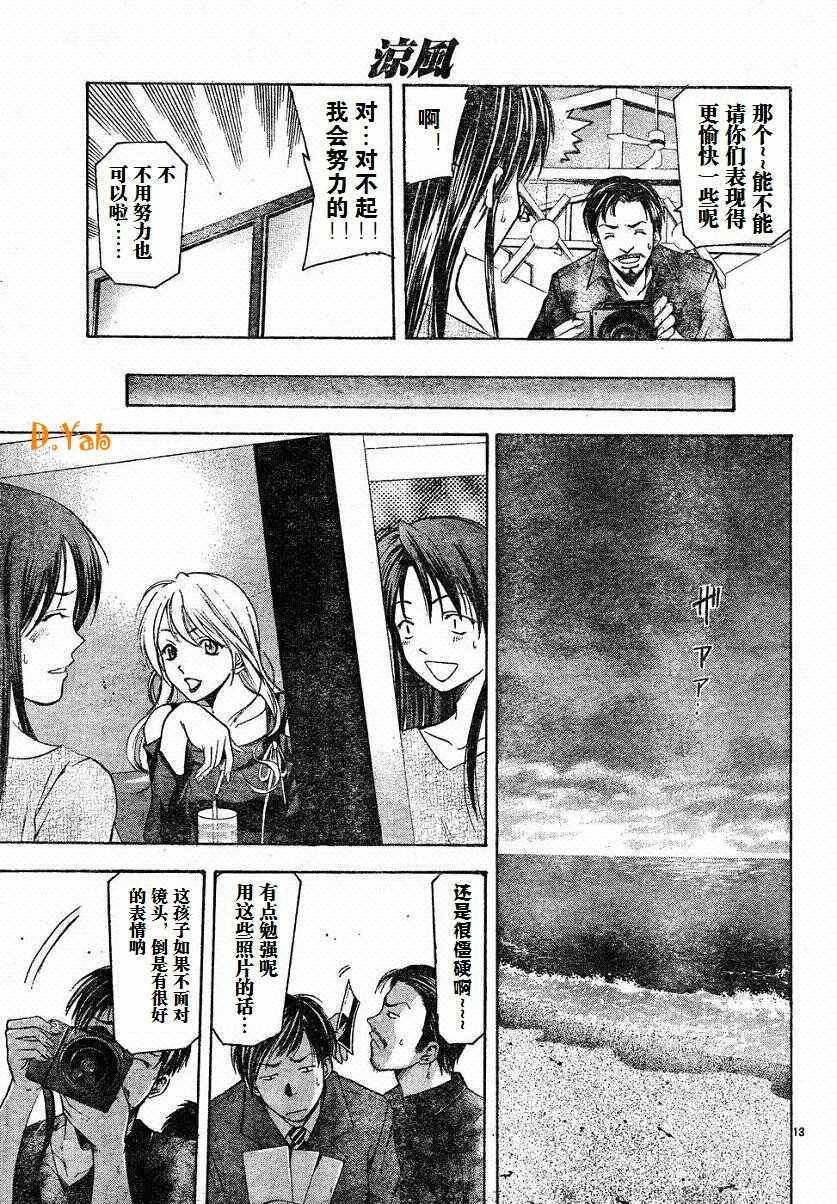 涼風
那个~能不能
请你们表现得
更愉快一些呢
啊!
对…对不起!!
我会努力的!!
不
不用努力也
可以啦……
D.Yab
ザ
ァ
ァ…
还是很僵硬啊~~~
有点勉强呢
用这些照片的话…
这孩子如果不面对
镜头，倒是有很好
的表情呐
13